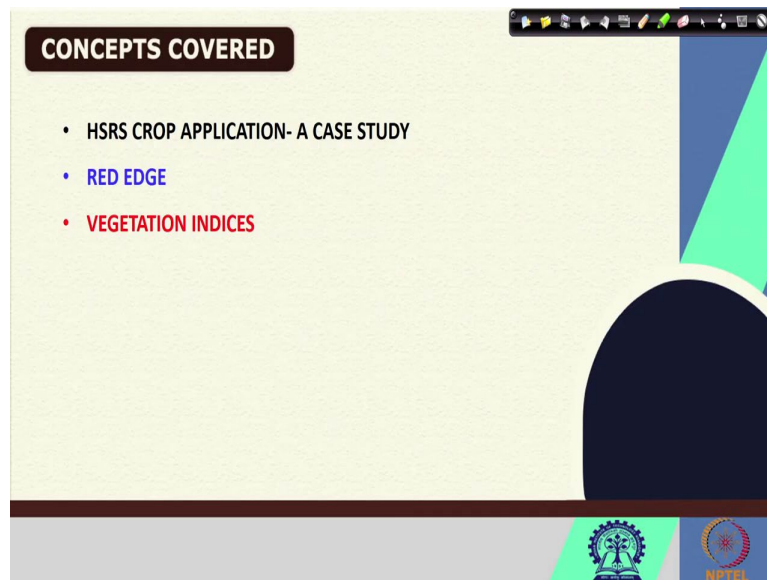 CONCEPTS COVERED
• HSRS CROP APPLICATION- A CASE STUDY
• RED EDGE
• VEGETATION INDICES
NPTEL